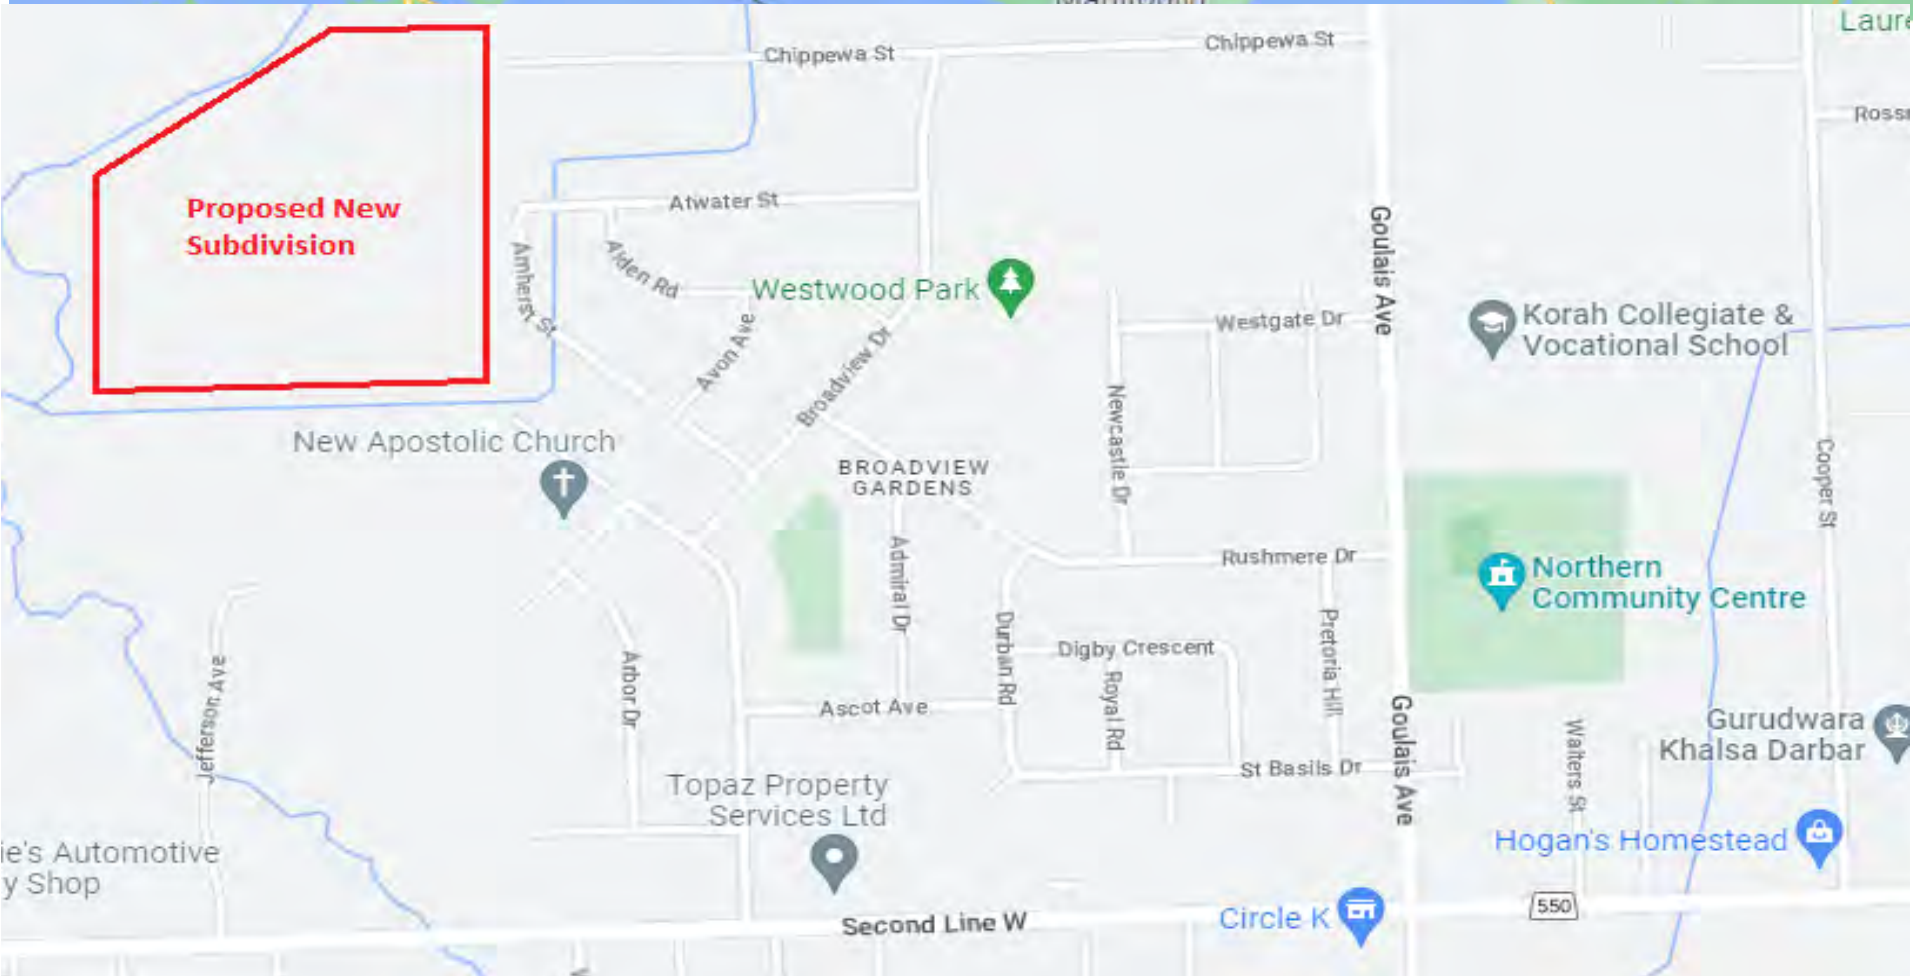 Laure
Chippewa St
Chippewa St
Ross
Proposed New
Subdivision
Atwater St
Goulais Ave
Amherst St
Alden Rd
Westwood Park
Avon Ave
Broadview Dr
Westgate Dr
Korah Collegiate &
Vocational School
Newcastle Dr
New Apostolic Church
BROADVIEW
GARDENS
Cooper St
Admiral Dr
Rushmere Dr
Northern
Community Centre
Durban Rd
Digby Crescent
Pretoria Hill
Jefferson Ave
Arbor Dr
Royal Rd
Ascot Ave
Goulais Ave
Walters St
Gurudwara
Khalsa Darbar
St Basils Dr
Topaz Property
Services Ltd
Hogan's Homestead
ie's Automotive
y Shop
Second Line W
Circle K
550